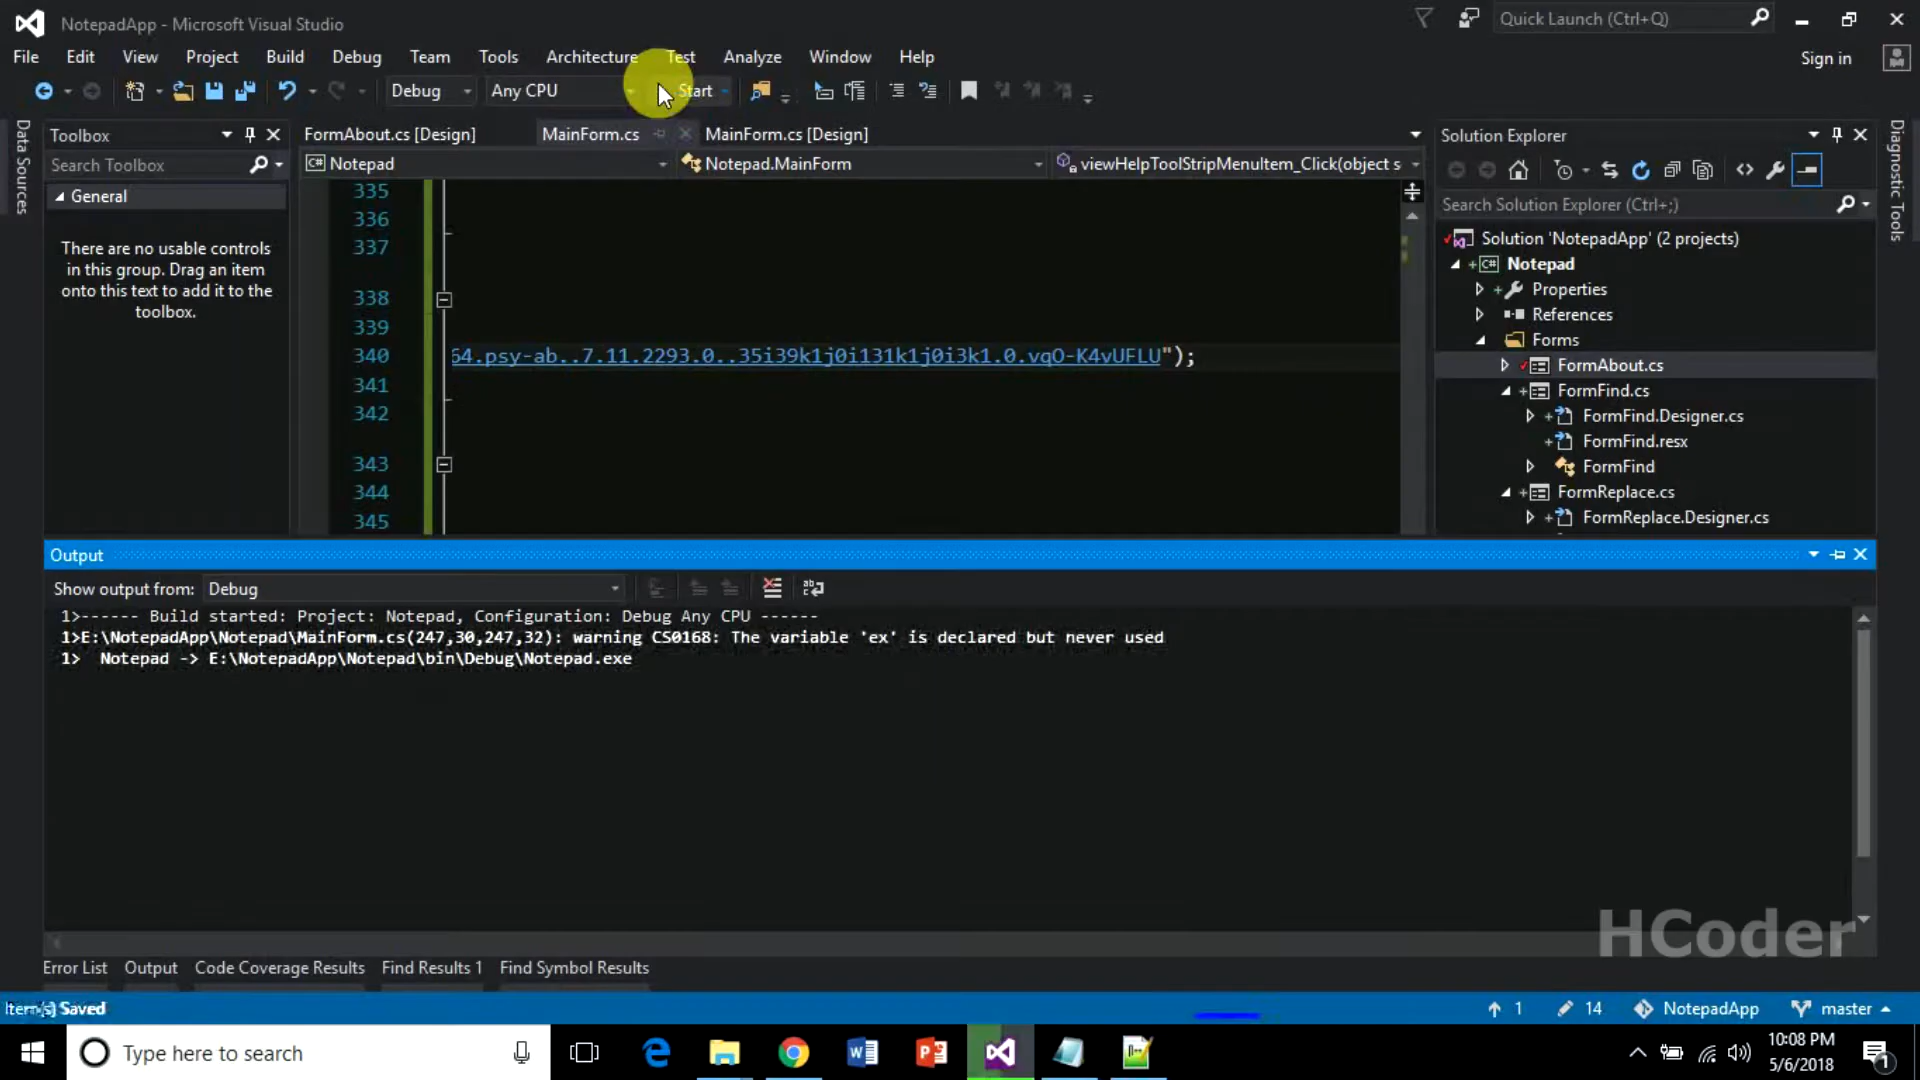 NotepadApp - Microsoft Visual Studio
Quick Launch (Ctrl+Q)
File Edit View Project Build Debug Team Tools Architecture Test Analyze Window Help
Sign in
Debug Any CPU Start
Data Sources
Toolbox
Search Toolbox
General
There are no usable controls
in this group. Drag an item
onto this text to add it to the
toolbox.
FormAbout.cs [Design] MainForm.cs MainForm.cs [Design]
C# Notepad Notepad.MainForm viewHelpToolStripMenuItem_Click(object s
335
336
337
338
339
340 64.psy-ab..7.11.2293.0..35i39k1j0i131k1j0i3k1.0.vqO-K4vUFLU");
341
342
343
344
345
Solution Explorer
Search Solution Explorer (Ctrl+;)
Solution 'NotepadApp' (2 projects)
C# Notepad
Properties
References
Forms
FormAbout.cs
FormFind.cs
FormFind.Designer.cs
FormFind.resx
FormFind
FormReplace.cs
FormReplace.Designer.cs
Diagnostic Tools
Output
Show output from: Debug
1>------ Build started: Project: Notepad, Configuration: Debug Any CPU ------
1>E:\NotepadApp\Notepad\MainForm.cs(247,30,247,32): warning CS0168: The variable 'ex' is declared but never used
1>  Notepad -> E:\NotepadApp\Notepad\bin\Debug\Notepad.exe
HCoder
Error List Output Code Coverage Results Find Results 1 Find Symbol Results
Item(s) Saved
1 14 NotepadApp master
Type here to search
10:08 PM
5/6/2018
1